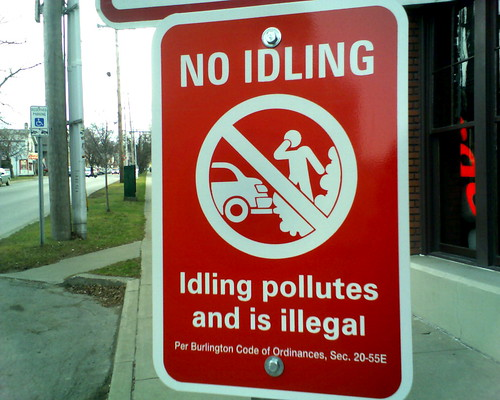 NO IDLING
Idling pollutes
and is illegal
Per Burlington Code of Ordinances, Sec. 20-55E